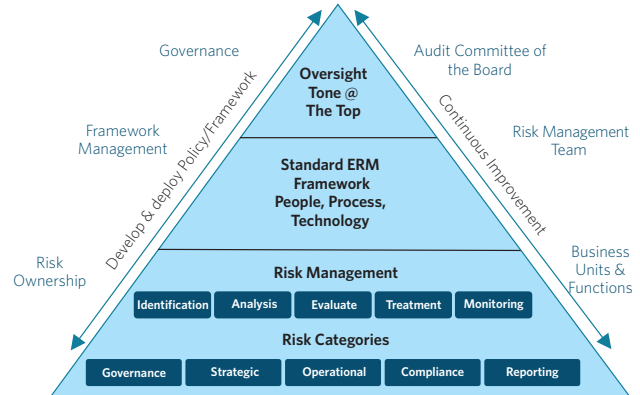 Governance
Audit Committee of
the Board
Oversight
Tone @
The Top
Develop & deploy Policy/Framework
Continuous Improvement
Framework
Management
Risk Management
Team
Standard ERM
Framework
People, Process,
Technology
Risk
Ownership
Business
Units &
Functions
Risk Management
Identification
Analysis
Evaluate
Treatment
Monitoring
Risk Categories
Governance
Strategic
Operational
Compliance
Reporting